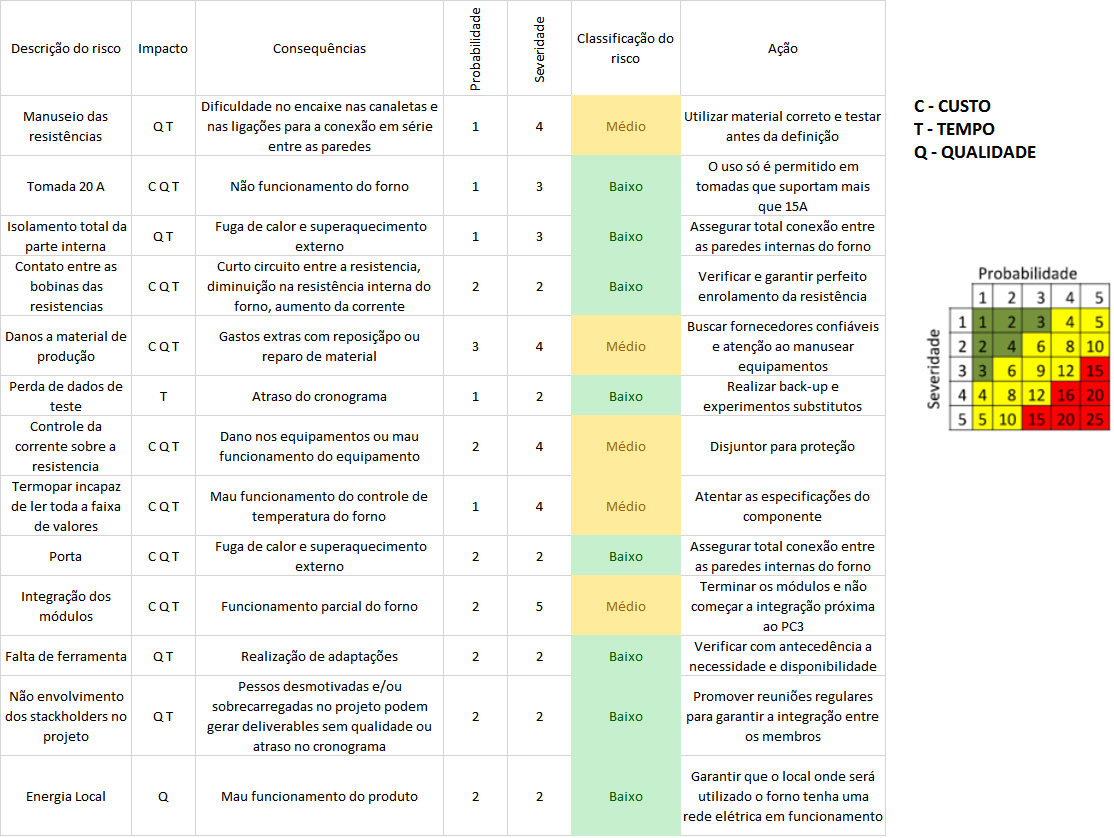 Descrição do risco
Impacto
Consequências
Probabilidade
Severidade
Classificação do
risco
Ação
Manuseio das
resistências
Q T
Dificuldade no encaixe nas canaletas e
nas ligações para a conexão em série
entre as paredes
1
4
Médio
Utilizar material correto e testar
antes da definição
Tomada 20 A
C Q T
Não funcionamento do forno
1
3
Baixo
O uso só é permitido em
tomadas que suportam mais
que 15A
Isolamento total da
parte interna
Q T
Fuga de calor e superaquecimento
externo
1
3
Baixo
Assegurar total conexão entre
as paredes internas do forno
Contato entre as
bobinas das
resistencias
C Q T
Curto circuito entre a resistencia,
diminuição na resistência interna do
forno, aumento da corrente
2
2
Baixo
Verificar e garantir perfeito
enrolamento da resistência
Danos a material de
produção
C Q T
Gastos extras com reposiçãpo ou
reparo de material
3
4
Médio
Buscar fornecedores confiáveis
e atenção ao manusear
equipamentos
Perda de dados de
teste
T
Atraso do cronograma
1
2
Baixo
Realizar back-up e
experimentos substitutos
Controle da
corrente sobre a
resistencia
C Q T
Dano nos equipamentos ou mau
funcionamento do equipamento
2
4
Médio
Disjuntor para proteção
Termopar incapaz
de ler toda a faixa
de valores
C Q T
Mau funcionamento do controle de
temperatura do forno
1
4
Médio
Atentar as especificações do
componente
Porta
C Q T
Fuga de calor e superaquecimento
externo
2
2
Baixo
Assegurar total conexão entre
as paredes internas do forno
Integração dos
módulos
C Q T
Funcionamento parcial do forno
2
5
Médio
Terminar os módulos e não
começar a integração próxima
ao PC3
Falta de ferramenta
Q T
Realização de adaptações
2
2
Baixo
Verificar com antecedência a
necessidade e disponibilidade
Não envolvimento
dos stackholders no
projeto
Q T
Pessos desmotivadas e/ou
sobrecarregadas no projeto podem
gerar deliverables sem qualidade ou
atraso no cronograma
2
2
Baixo
Promover reuniões regulares
para garantir a integração entre
os membros
Energia Local
Q
Mau funcionamento do produto
2
2
Baixo
Garantir que o local onde será
utilizado o forno tenha uma
rede elétrica em funcionamento
C - CUSTO
T - TEMPO
Q - QUALIDADE
Probabilidade
Severidade
1 2 3 4 5
1 1 2 3 4 5
2 2 4 6 8 10
3 3 6 9 12 15
4 4 8 12 16 20
5 5 10 15 20 25